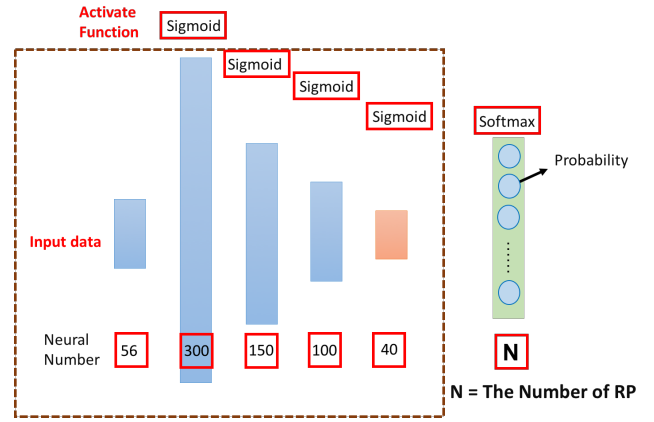 Activate
Function
Sigmoid
Sigmoid
Sigmoid
Sigmoid
Softmax
Probability
Input data
......
Neural
Number
56
300
150
100
40
N
N = The Number of RP